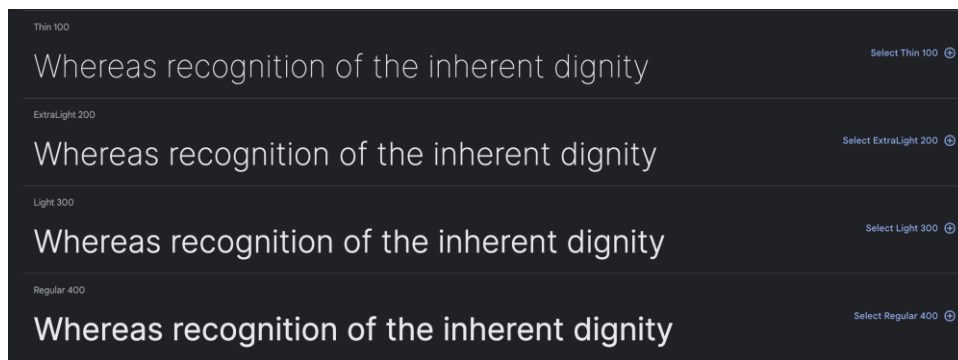 Thin 100
Whereas recognition of the inherent dignity
Select Thin 100
ExtraLight 200
Whereas recognition of the inherent dignity
Select ExtraLight 200
Light 300
Whereas recognition of the inherent dignity
Select Light 300
Regular 400
Whereas recognition of the inherent dignity
Select Regular 400